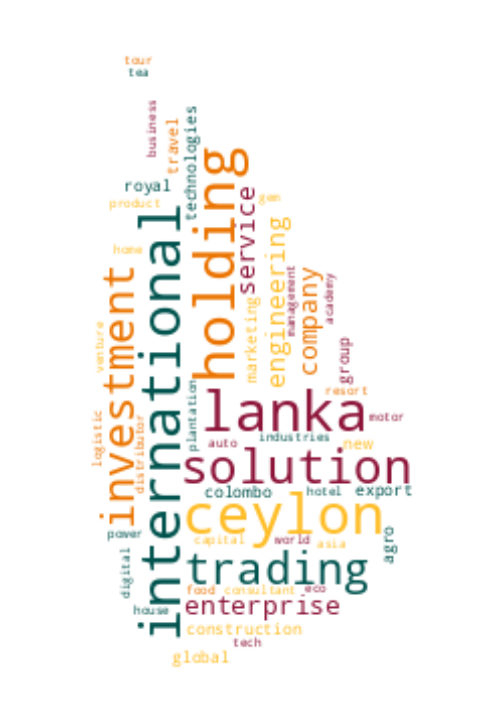 tour
tea
business
travel
technologies
royal
product
holding
service
gem
international
home
engineering
investment
management
company
academy
marketing
venture
group
plantation
resort
lanka
motor
logistic
distributor
auto
industries
new
solution
colombo
hotel
export
ceylon
power
capital
world
asia
agro
digital
trading
food
consultant
eco
house
enterprise
construction
tech
global